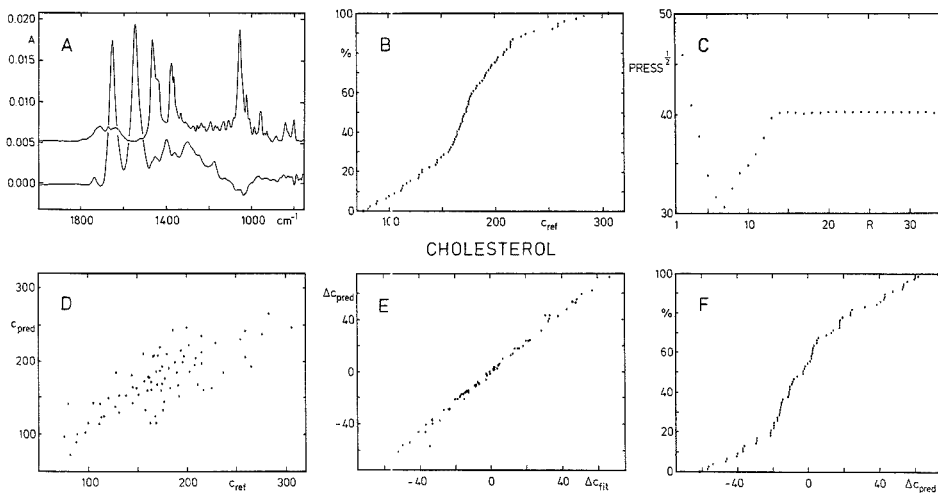 A
A
0.020
0.015
0.010
0.005
0.000
1800
1600
1400
1000
cm⁻¹
B
100
%
80
60
40
20
0
100
200
c_ref
300
C
50
PRESS^½
40
30
1
10
20
R
30
CHOLESTEROL
D
300
c_pred
200
100
100
200
c_ref
300
E
Δc_pred
40
0
-40
-40
0
40
Δc_fit
F
100
%
80
60
40
20
0
-40
0
40
Δc_pred